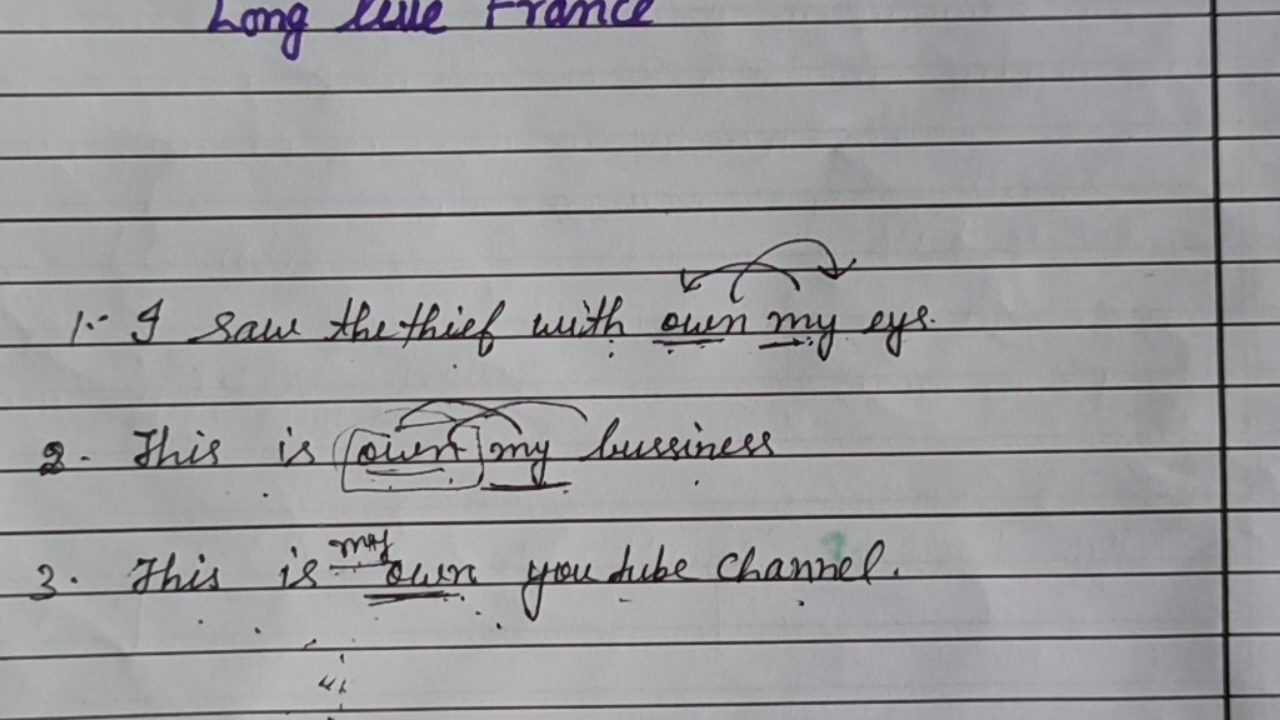 Long live France
1.- I saw the thief with own my eye.
2. This is own my bussiness
my
3. This is own you tube channel.